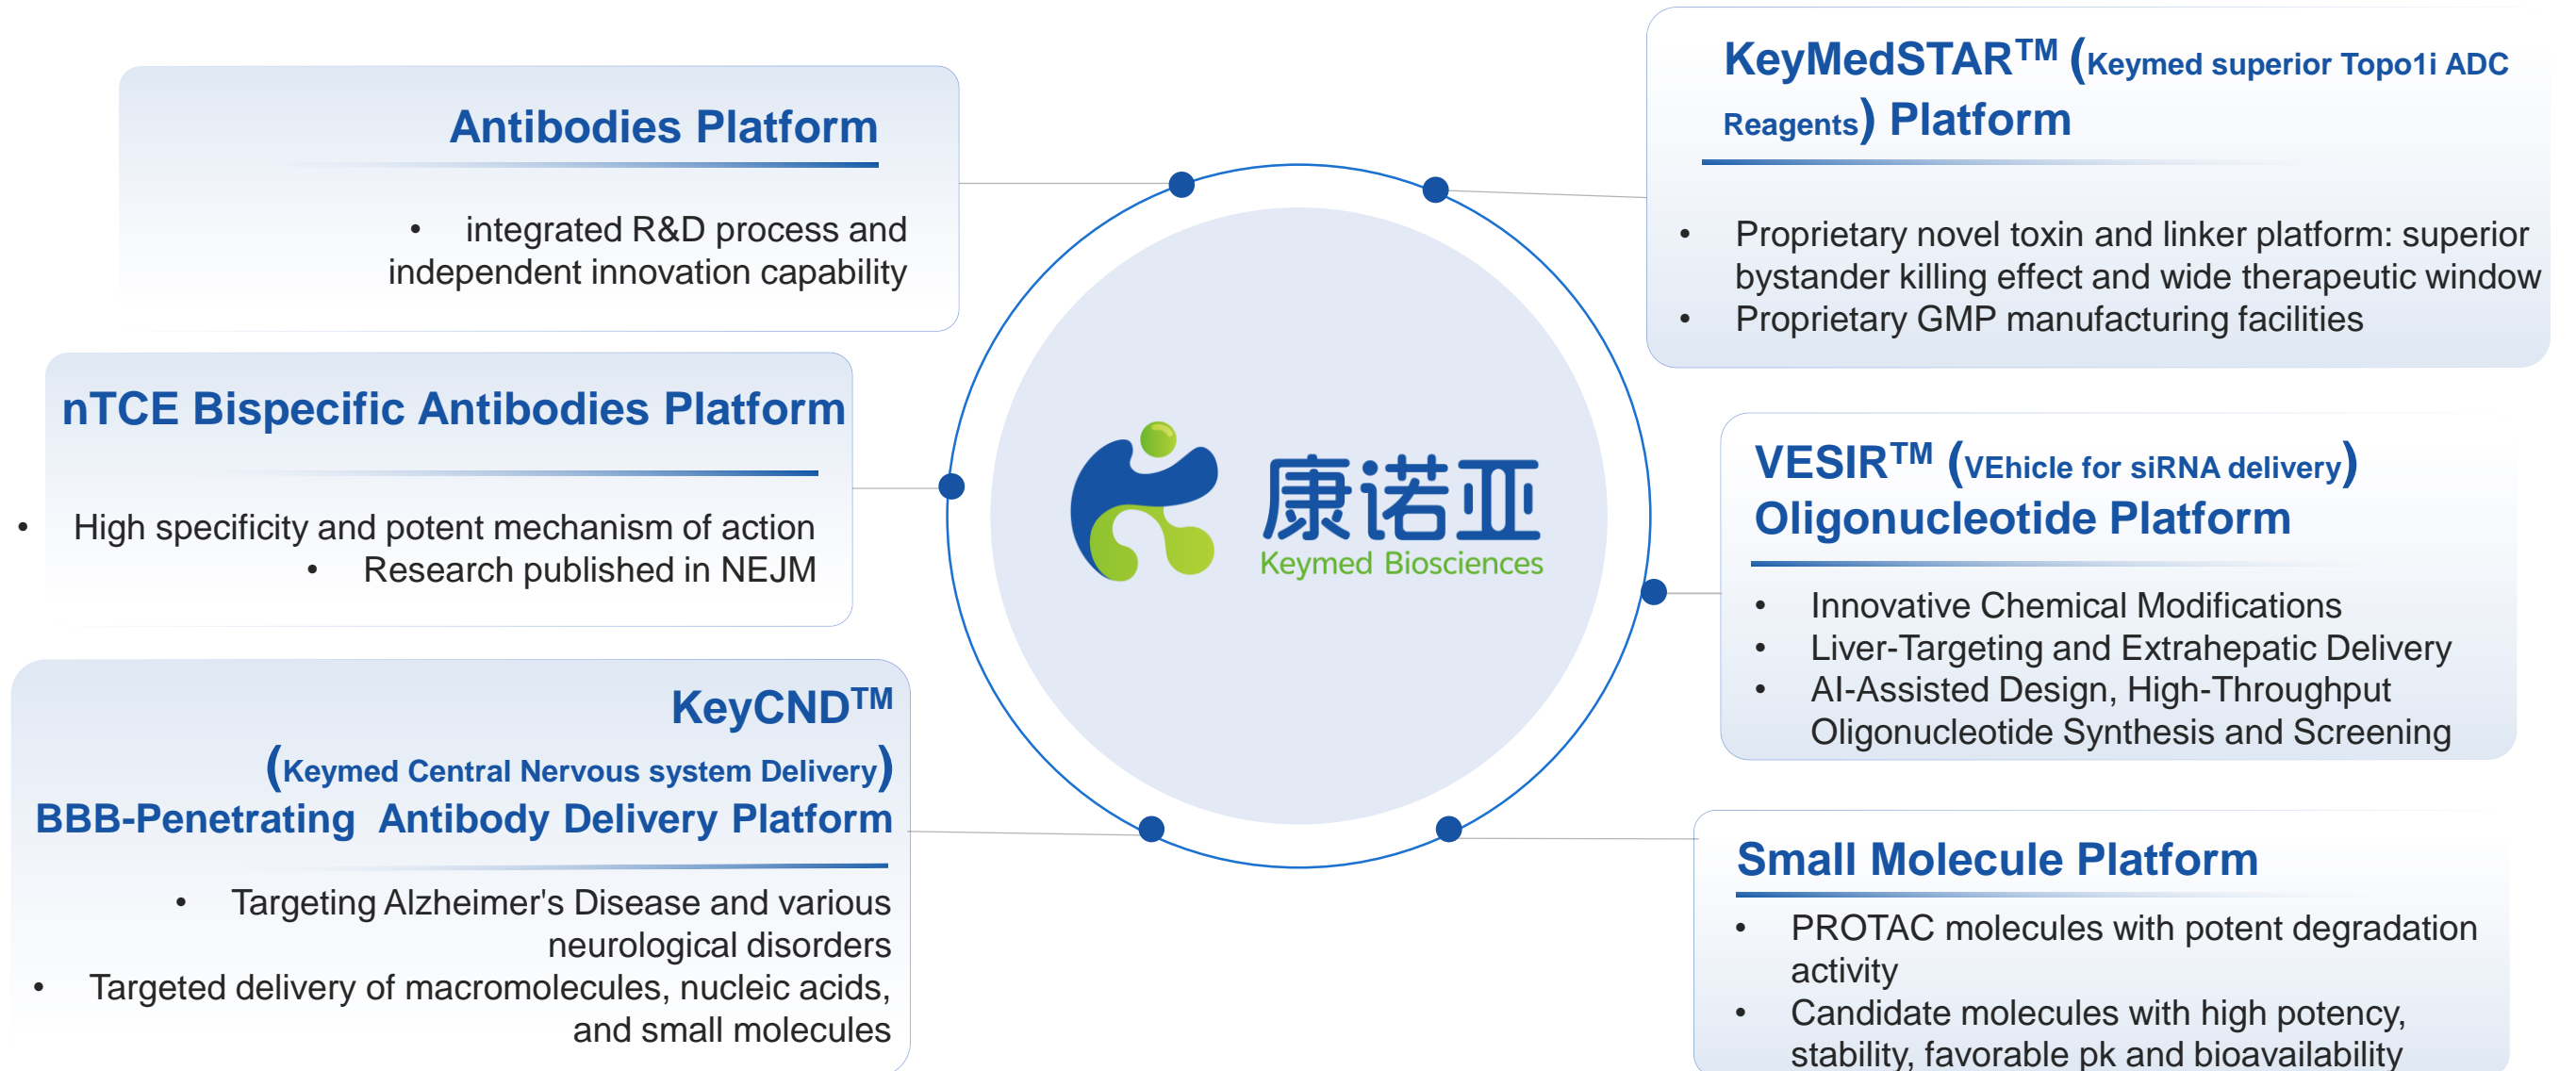 Antibodies Platform
• integrated R&D process and
independent innovation capability
nTCE Bispecific Antibodies Platform
• High specificity and potent mechanism of action
• Research published in NEJM
KeyCND™
(Keymed Central Nervous system Delivery)
BBB-Penetrating Antibody Delivery Platform
• Targeting Alzheimer's Disease and various
neurological disorders
• Targeted delivery of macromolecules, nucleic acids,
and small molecules
康诺亚
Keymed Biosciences
KeyMedSTAR™ (Keymed superior Topo1i ADC
Reagents) Platform
• Proprietary novel toxin and linker platform: superior
bystander killing effect and wide therapeutic window
• Proprietary GMP manufacturing facilities
VESIR™ (VEhicle for siRNA delivery)
Oligonucleotide Platform
• Innovative Chemical Modifications
• Liver-Targeting and Extrahepatic Delivery
• AI-Assisted Design, High-Throughput
Oligonucleotide Synthesis and Screening
Small Molecule Platform
• PROTAC molecules with potent degradation
activity
• Candidate molecules with high potency,
stability, favorable pk and bioavailability